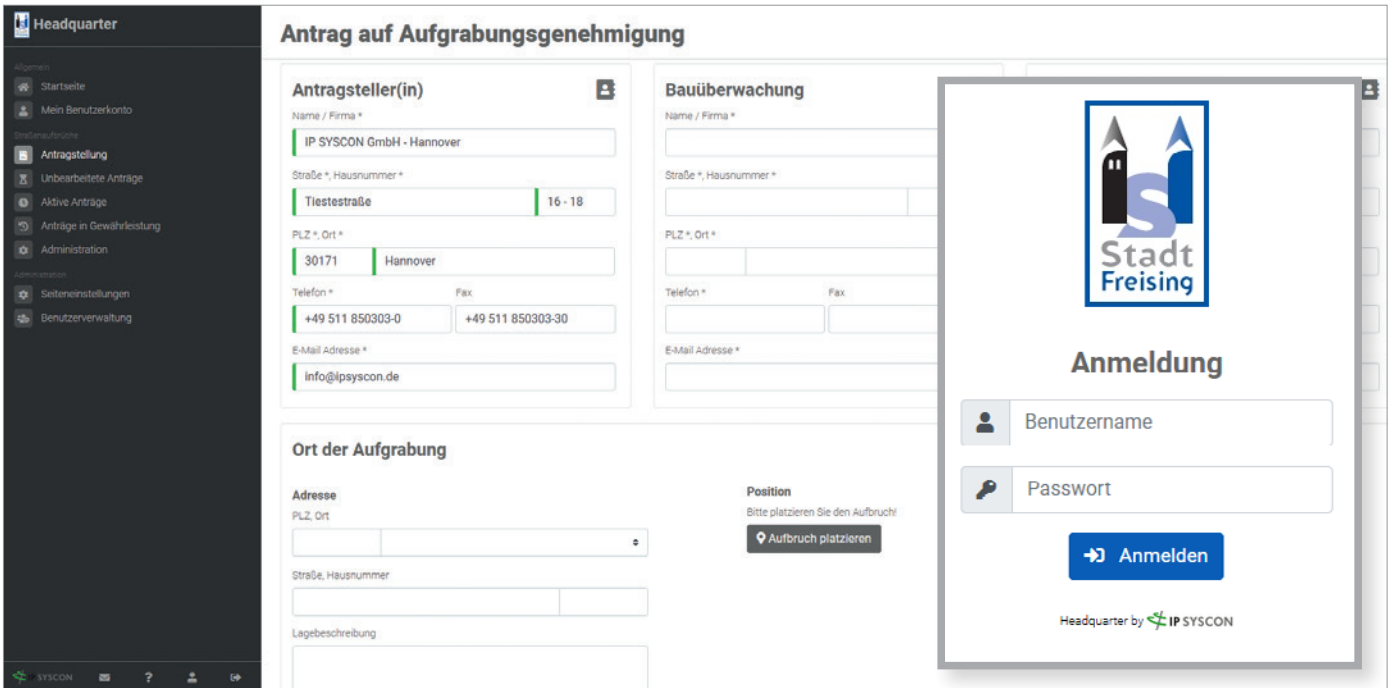 Headquarter
Allgemein
Startseite
Mein Benutzerkonto
Straßenaufbrüche
Antragstellung
Unbearbeitete Anträge
Aktive Anträge
Anträge in Gewährleistung
Administration
Administration
Seiteneinstellungen
Benutzerverwaltung
IP SYSCON
?
Antrag auf Aufgrabungsgenehmigung
Antragsteller(in)
Name / Firma *
IP SYSCON GmbH - Hannover
Straße *, Hausnummer *
Tiestestraße 16 - 18
PLZ *, Ort *
30171 Hannover
Telefon * Fax
+49 511 850303-0 +49 511 850303-30
E-Mail Adresse *
info@ipsyscon.de
Bauüberwachung
Name / Firma *
Straße *, Hausnummer *
PLZ *, Ort *
Telefon * Fax
E-Mail Adresse *
Ort der Aufgrabung
Adresse
PLZ, Ort
Straße, Hausnummer
Lagebeschreibung
Position
Bitte platzieren Sie den Aufbruch!
Aufbruch platzieren
S
Stadt
Freising
Anmeldung
Benutzername
Passwort
Anmelden
Headquarter by IP SYSCON